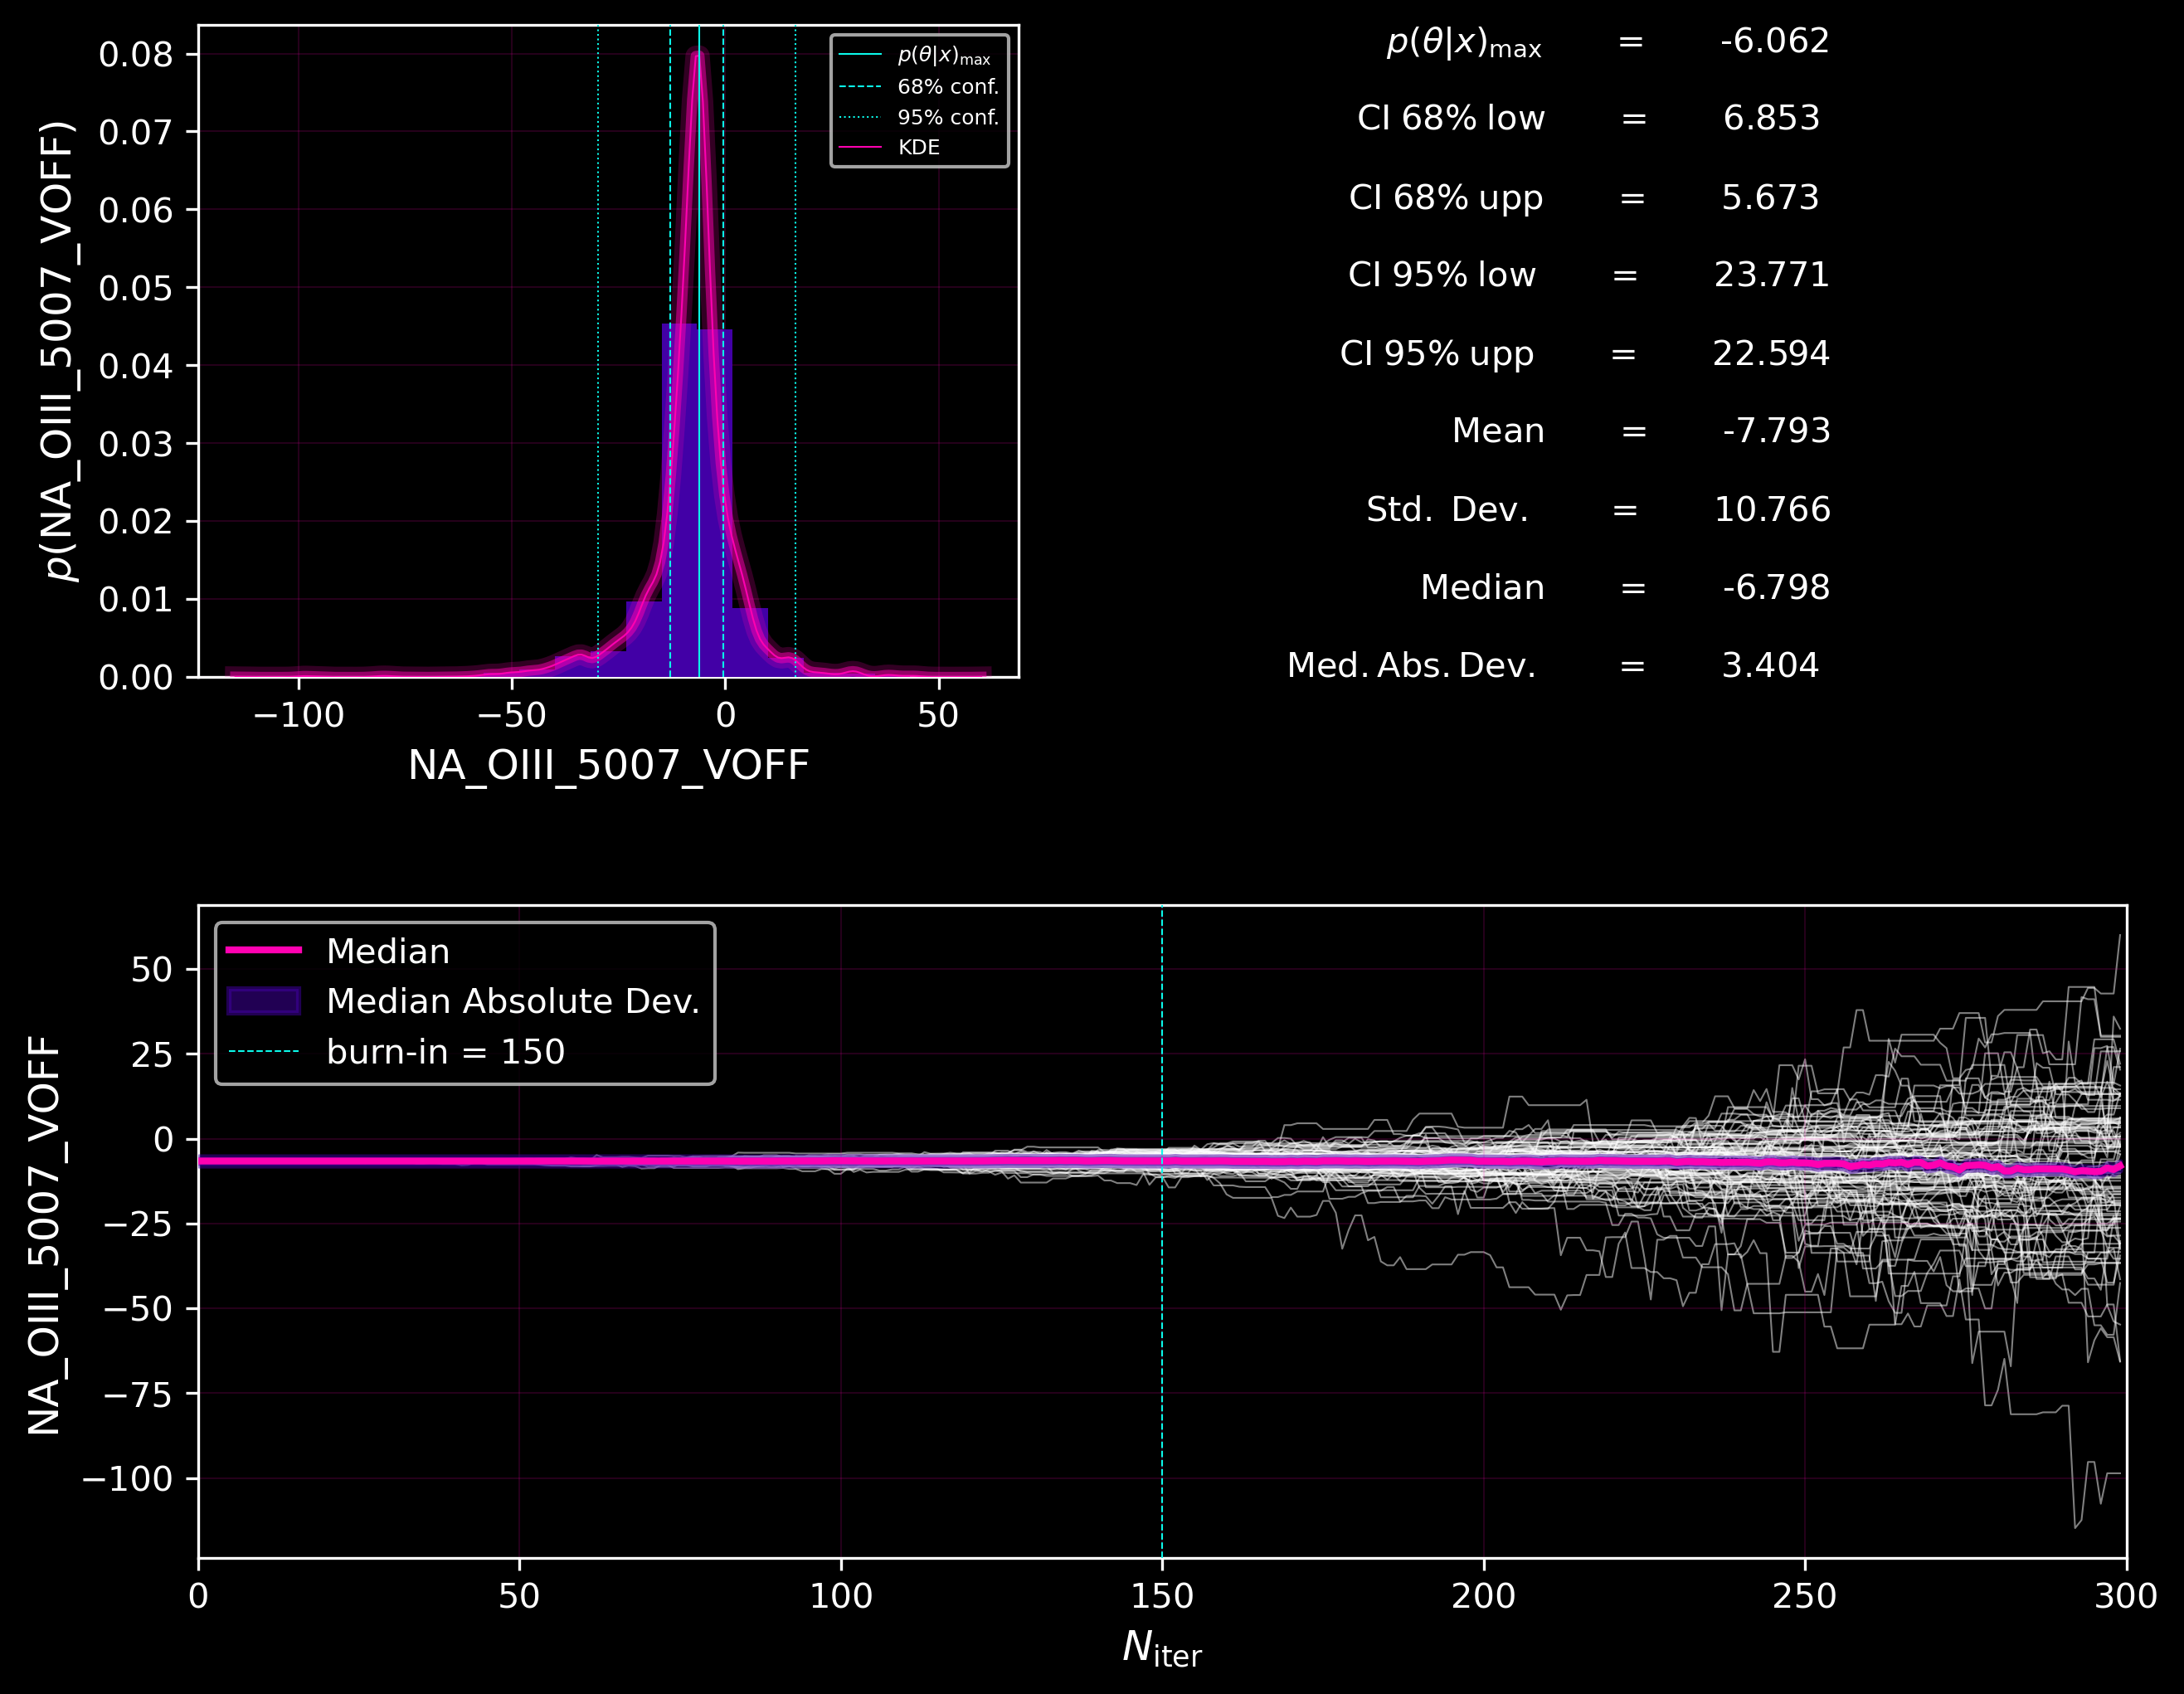 p(NA_OIII_5007_VOFF)
0.08
0.07
0.06
0.05
0.04
0.03
0.02
0.01
0.00
−100 −50 0 50
NA_OIII_5007_VOFF
p(θ|x)max
68% conf.
95% conf.
KDE
p(θ|x)max = -6.062
CI 68% low = 6.853
CI 68% upp = 5.673
CI 95% low = 23.771
CI 95% upp = 22.594
Mean = -7.793
Std. Dev. = 10.766
Median = -6.798
Med. Abs. Dev. = 3.404
NA_OIII_5007_VOFF
50
25
0
−25
−50
−75
−100
Median
Median Absolute Dev.
burn-in = 150
0 50 100 150 200 250 300
Niter